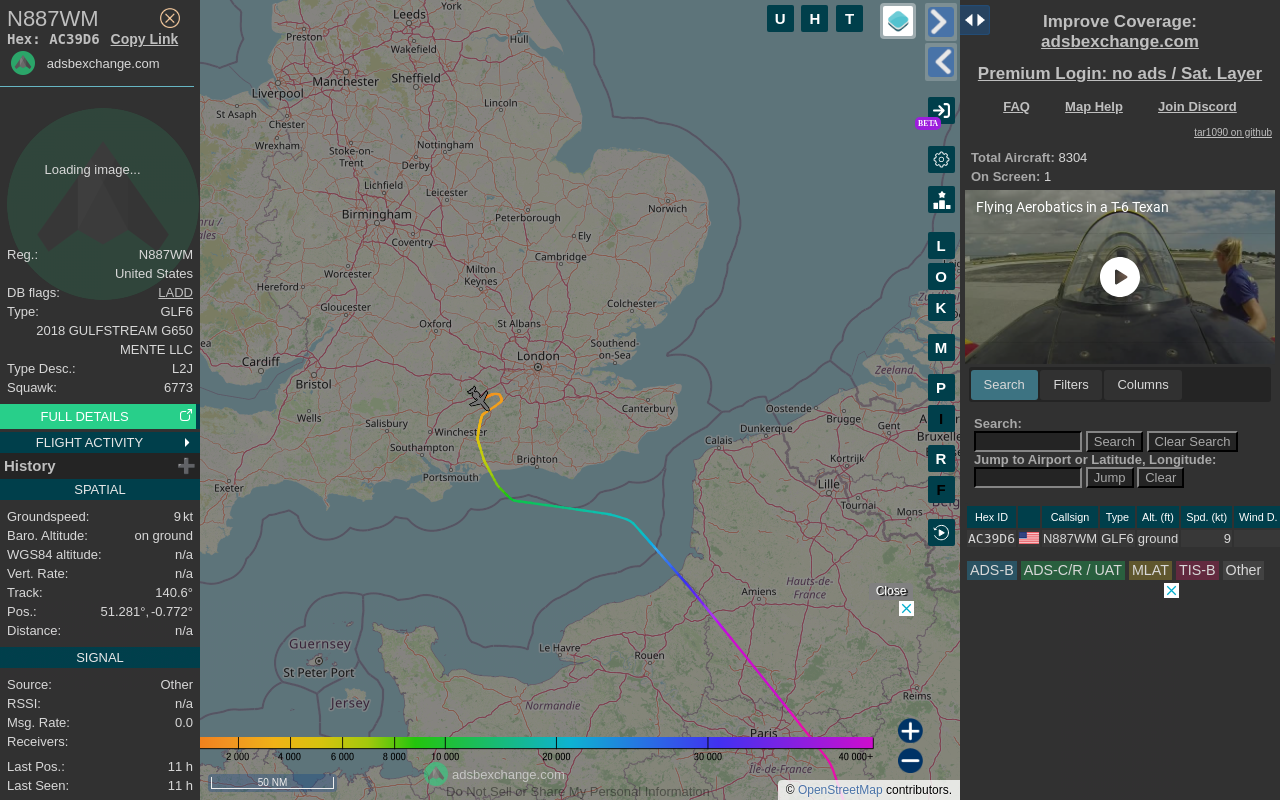 N887WM
Hex: AC39D6 Copy Link
adsbexchange.com
Loading image...
Reg.: N887WM
United States
DB flags: LADD
Type: GLF6
2018 GULFSTREAM G650
MENTE LLC
Type Desc.: L2J
Squawk: 6773
FULL DETAILS
FLIGHT ACTIVITY
History
SPATIAL
Groundspeed: 9 kt
Baro. Altitude: on ground
WGS84 altitude: n/a
Vert. Rate: n/a
Track: 140.6°
Pos.: 51.281°, -0.772°
Distance: n/a
SIGNAL
Source: Other
RSSI: n/a
Msg. Rate: 0.0
Receivers:
Last Pos.: 11 h
Last Seen: 11 h
U H T
York
Leeds
Preston
Wakefield
Hull
Manchester
Sheffield
Liverpool
St Asaph
Chester
Lincoln
Wrexham
Stoke-on-
Trent
Nottingham
Derby
Lichfield
Leicester
Birmingham
Peterborough
Norwich
mru /
ales
Coventry
Ely
Cambridge
Worcester
Milton
Keynes
Hereford
Gloucester
Colchester
Oxford
St Albans
London
Southend-
on-Sea
Cardiff
Bristol
Canterbury
Wells
Salisbury
Winchester
Southampton
Brighton
Portsmouth
Exeter
Zeeland
Oostende
Brugge
Gent
Dunkerque
Calais
Bruxelles
Kortrijk
Lille
Tournai
Mons
Amiens
Hauts-de-
France
Guernsey
St Peter Port
Jersey
Le Havre
Rouen
Normandie
Reims
Paris
Île-de-France
BETA
L
O
K
M
P
I
R
F
Close
2 000 4 000 6 000 8 000 10 000 20 000 30 000 40 000+
50 NM
adsbexchange.com
Do Not Sell or Share My Personal Information
© OpenStreetMap contributors.
Improve Coverage:
adsbexchange.com
Premium Login: no ads / Sat. Layer
FAQ Map Help Join Discord
tar1090 on github
Total Aircraft: 8304
On Screen: 1
Flying Aerobatics in a T-6 Texan
Search Filters Columns
Search:
Search Clear Search
Jump to Airport or Latitude, Longitude:
Jump Clear
Hex ID Callsign Type Alt. (ft) Spd. (kt) Wind D.
AC39D6 N887WM GLF6 ground 9
ADS-B ADS-C/R / UAT MLAT TIS-B Other